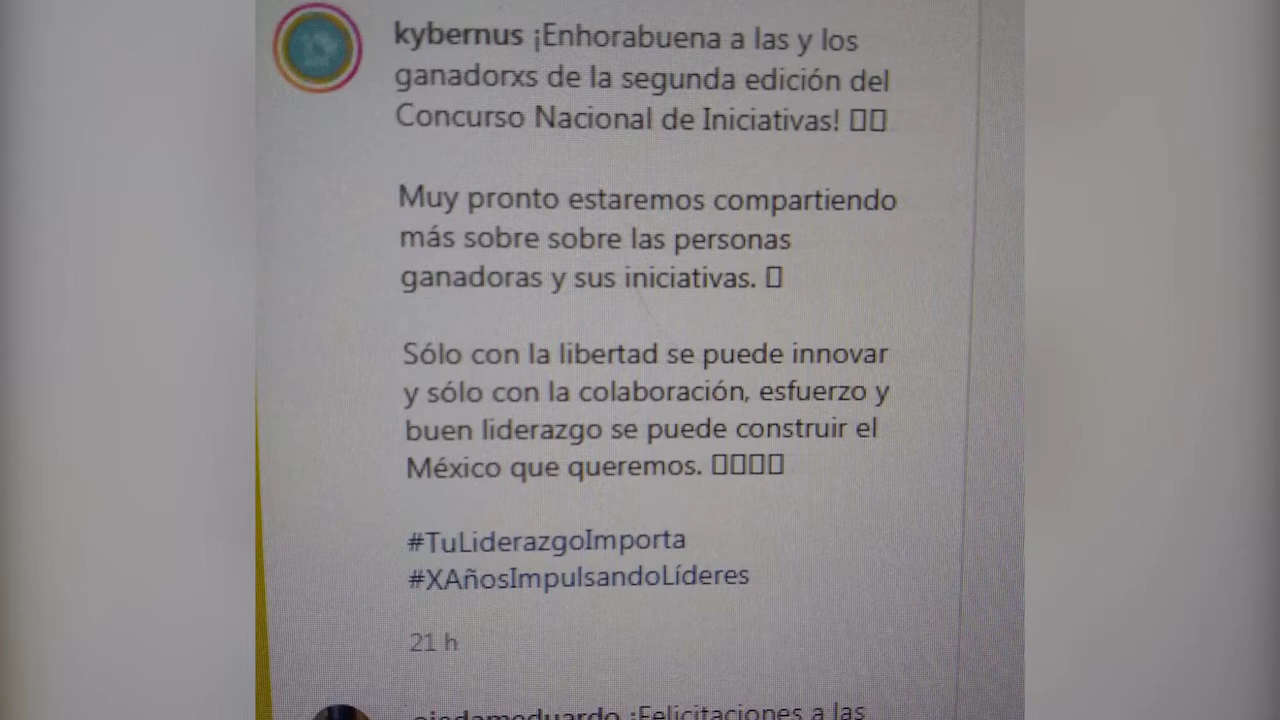 kybernus ¡Enhorabuena a las y los
ganadorxs de la segunda edición del
Concurso Nacional de Iniciativas! 
Muy pronto estaremos compartiendo
más sobre sobre las personas
ganadoras y sus iniciativas. 
Sólo con la libertad se puede innovar
y sólo con la colaboración, esfuerzo y
buen liderazgo se puede construir el
México que queremos. 
#TuLiderazgoImporta
#XAñosImpulsandoLíderes
21 h
¡Felicitaciones a las